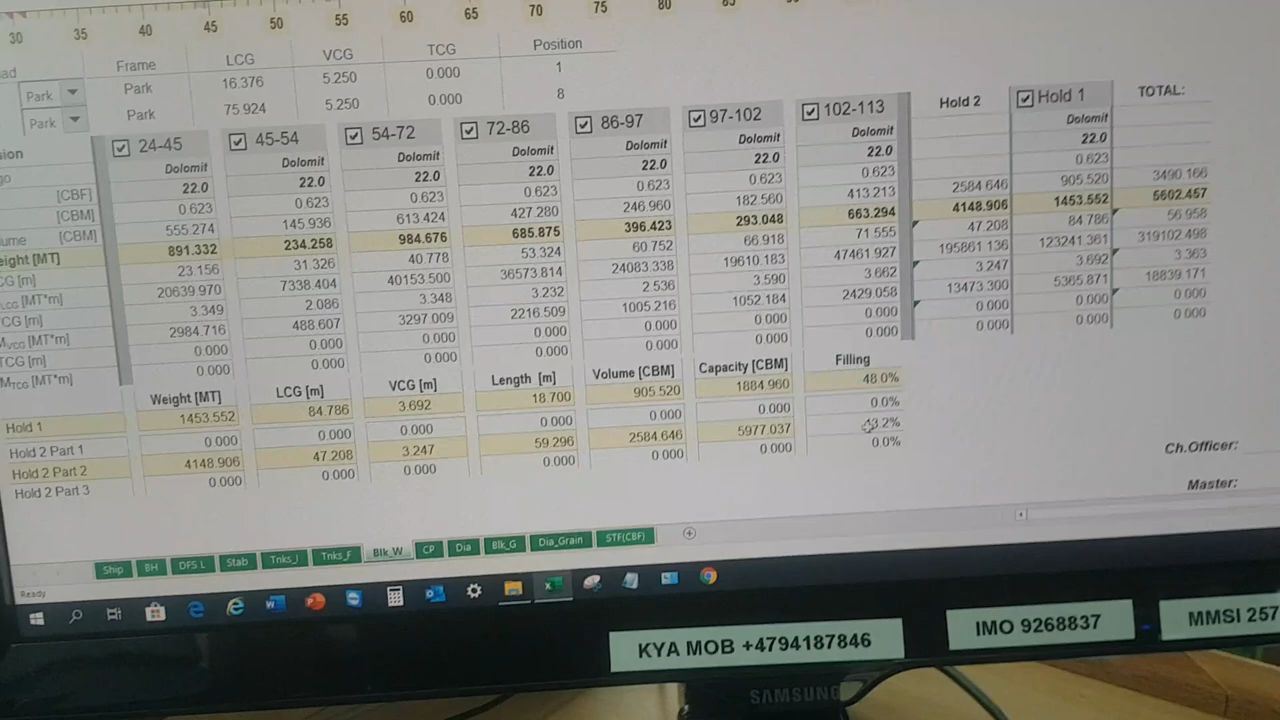 30 35 40 45 50 55 60 65 70 75 80
Frame LCG VCG TCG Position
Park Park 16.376 5.250 0.000 1
Park Park 75.924 5.250 0.000 8
24-45 45-54 54-72 72-86 86-97 97-102 102-113 Hold 2 Hold 1 TOTAL:
Dolomit Dolomit Dolomit Dolomit Dolomit Dolomit Dolomit Dolomit
[CBF] 22.0 22.0 22.0 22.0 22.0 22.0 22.0 22.0
[CBM] 0.623 0.623 0.623 0.623 0.623 0.623 0.623 0.623
[CBM] 555.274 145.936 613.424 427.280 246.960 182.560 413.213 2584.646 905.520 3490.166
[MT] 891.332 234.258 984.676 685.875 396.423 293.048 663.294 4148.906 1453.552 5602.457
[m] 23.156 31.326 40.778 53.324 60.752 66.918 71.555 47.208 84.786 56.958
LCG [MT*m] 20639.970 7338.404 40153.500 36573.814 24083.338 19610.183 47461.927 195861.136 123241.361 319102.498
[m] 3.349 2.086 3.348 3.232 2.536 3.590 3.662 3.247 3.692 3.363
VCG [MT*m] 2984.716 488.607 3297.009 2216.509 1005.216 1052.184 2429.058 13473.300 5365.871 18839.171
TCG [m] 0.000 0.000 0.000 0.000 0.000 0.000 0.000 0.000 0.000 0.000
MTCG [MT*m] 0.000 0.000 0.000 0.000 0.000 0.000 0.000 0.000 0.000 0.000
Weight [MT] LCG [m] VCG [m] Length [m] Volume [CBM] Capacity [CBM] Filling
Hold 1 1453.552 84.786 3.692 18.700 905.520 1884.960 48.0%
Hold 2 Part 1 0.000 0.000 0.000 0.000 0.000 0.000 0.0%
Hold 2 Part 2 4148.906 47.208 3.247 59.296 2584.646 5977.037 43.2%
Hold 2 Part 3 0.000 0.000 0.000 0.000 0.000 0.000 0.0%
Ch.Officer:
Master:
Ship BH DFS L Stab Tnks_I Tnks_F Blk_W CP Dia Blk_G Dia_Grain STF(CBF)
Ready
KYA MOB +4794187846
IMO 9268837
MMSI 257
SAMSUNG